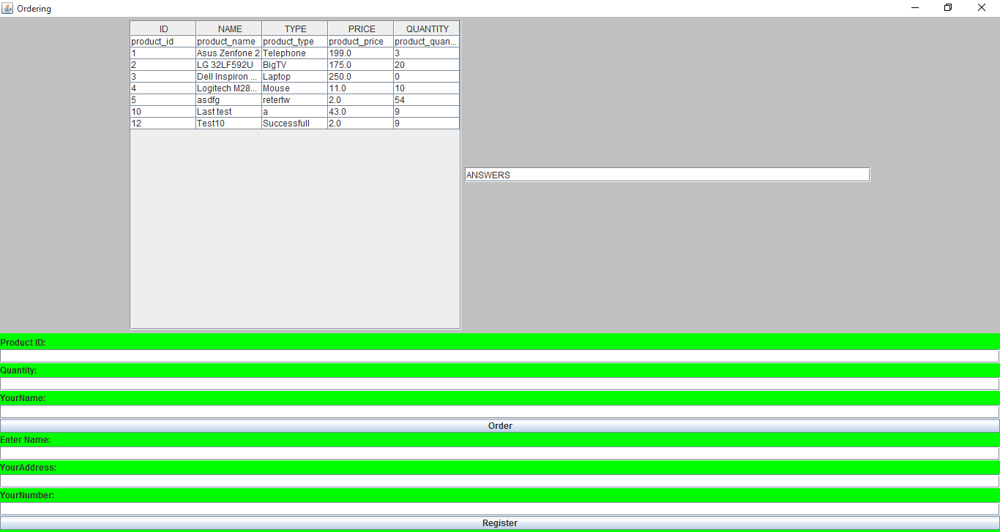 Ordering
ID NAME TYPE PRICE QUANTITY
product_id product_name product_type product_price product_quan...
1 Asus Zenfone 2 Telephone 199.0 3
2 LG 32LF592U BigTV 175.0 20
3 Dell Inspiron ... Laptop 250.0 0
4 Logitech M28... Mouse 11.0 10
5 asdfg retertw 2.0 54
10 Last test a 43.0 9
12 Test10 Successfull 2.0 9
ANSWERS
Product ID:
Quantity:
YourName:
Order
Enter Name:
YourAddress:
YourNumber:
Register